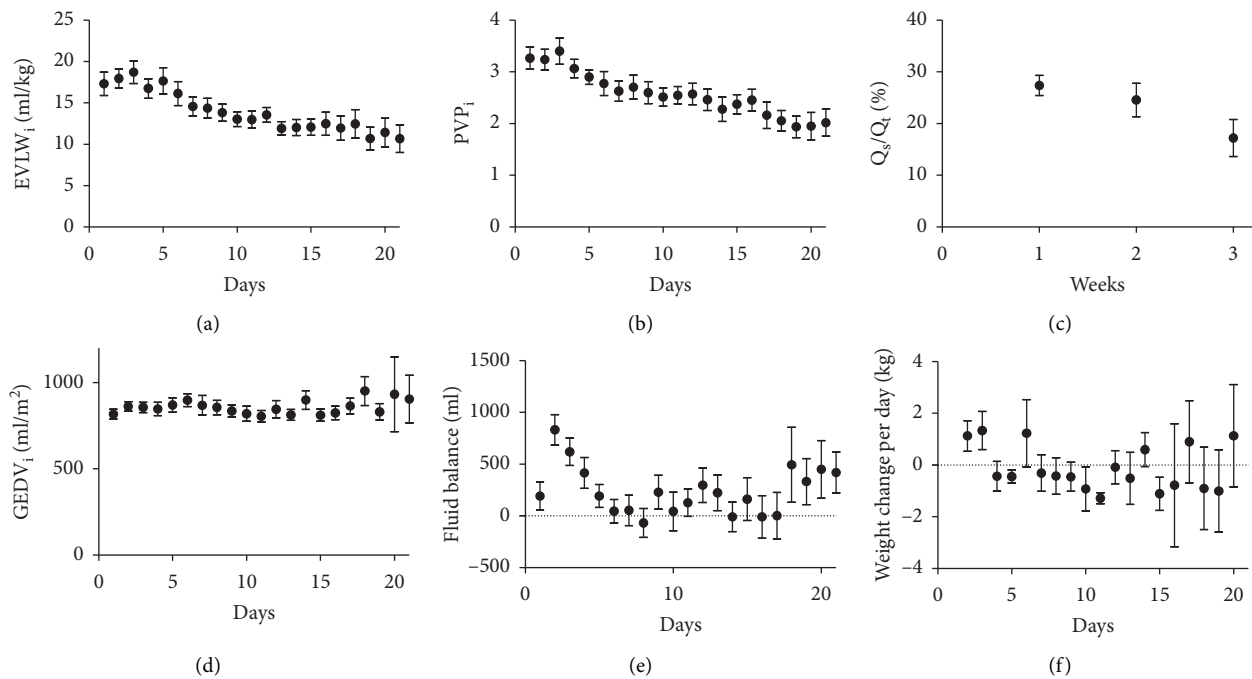 25
20
15
10
5
0
EVLWi (ml/kg)
0 5 10 15 20
Days
(a)
4
3
2
1
0
PVPi
0 5 10 15 20
Days
(b)
40
30
20
10
0
Qs/Qt (%)
0 1 2 3
Weeks
(c)
1000
500
0
GEDVi (ml/m²)
0 5 10 15 20
Days
(d)
1500
1000
500
0
−500
Fluid balance (ml)
0 10 20
Days
(e)
4
2
0
−2
−4
Weight change per day (kg)
0 5 10 15 20
Days
(f)